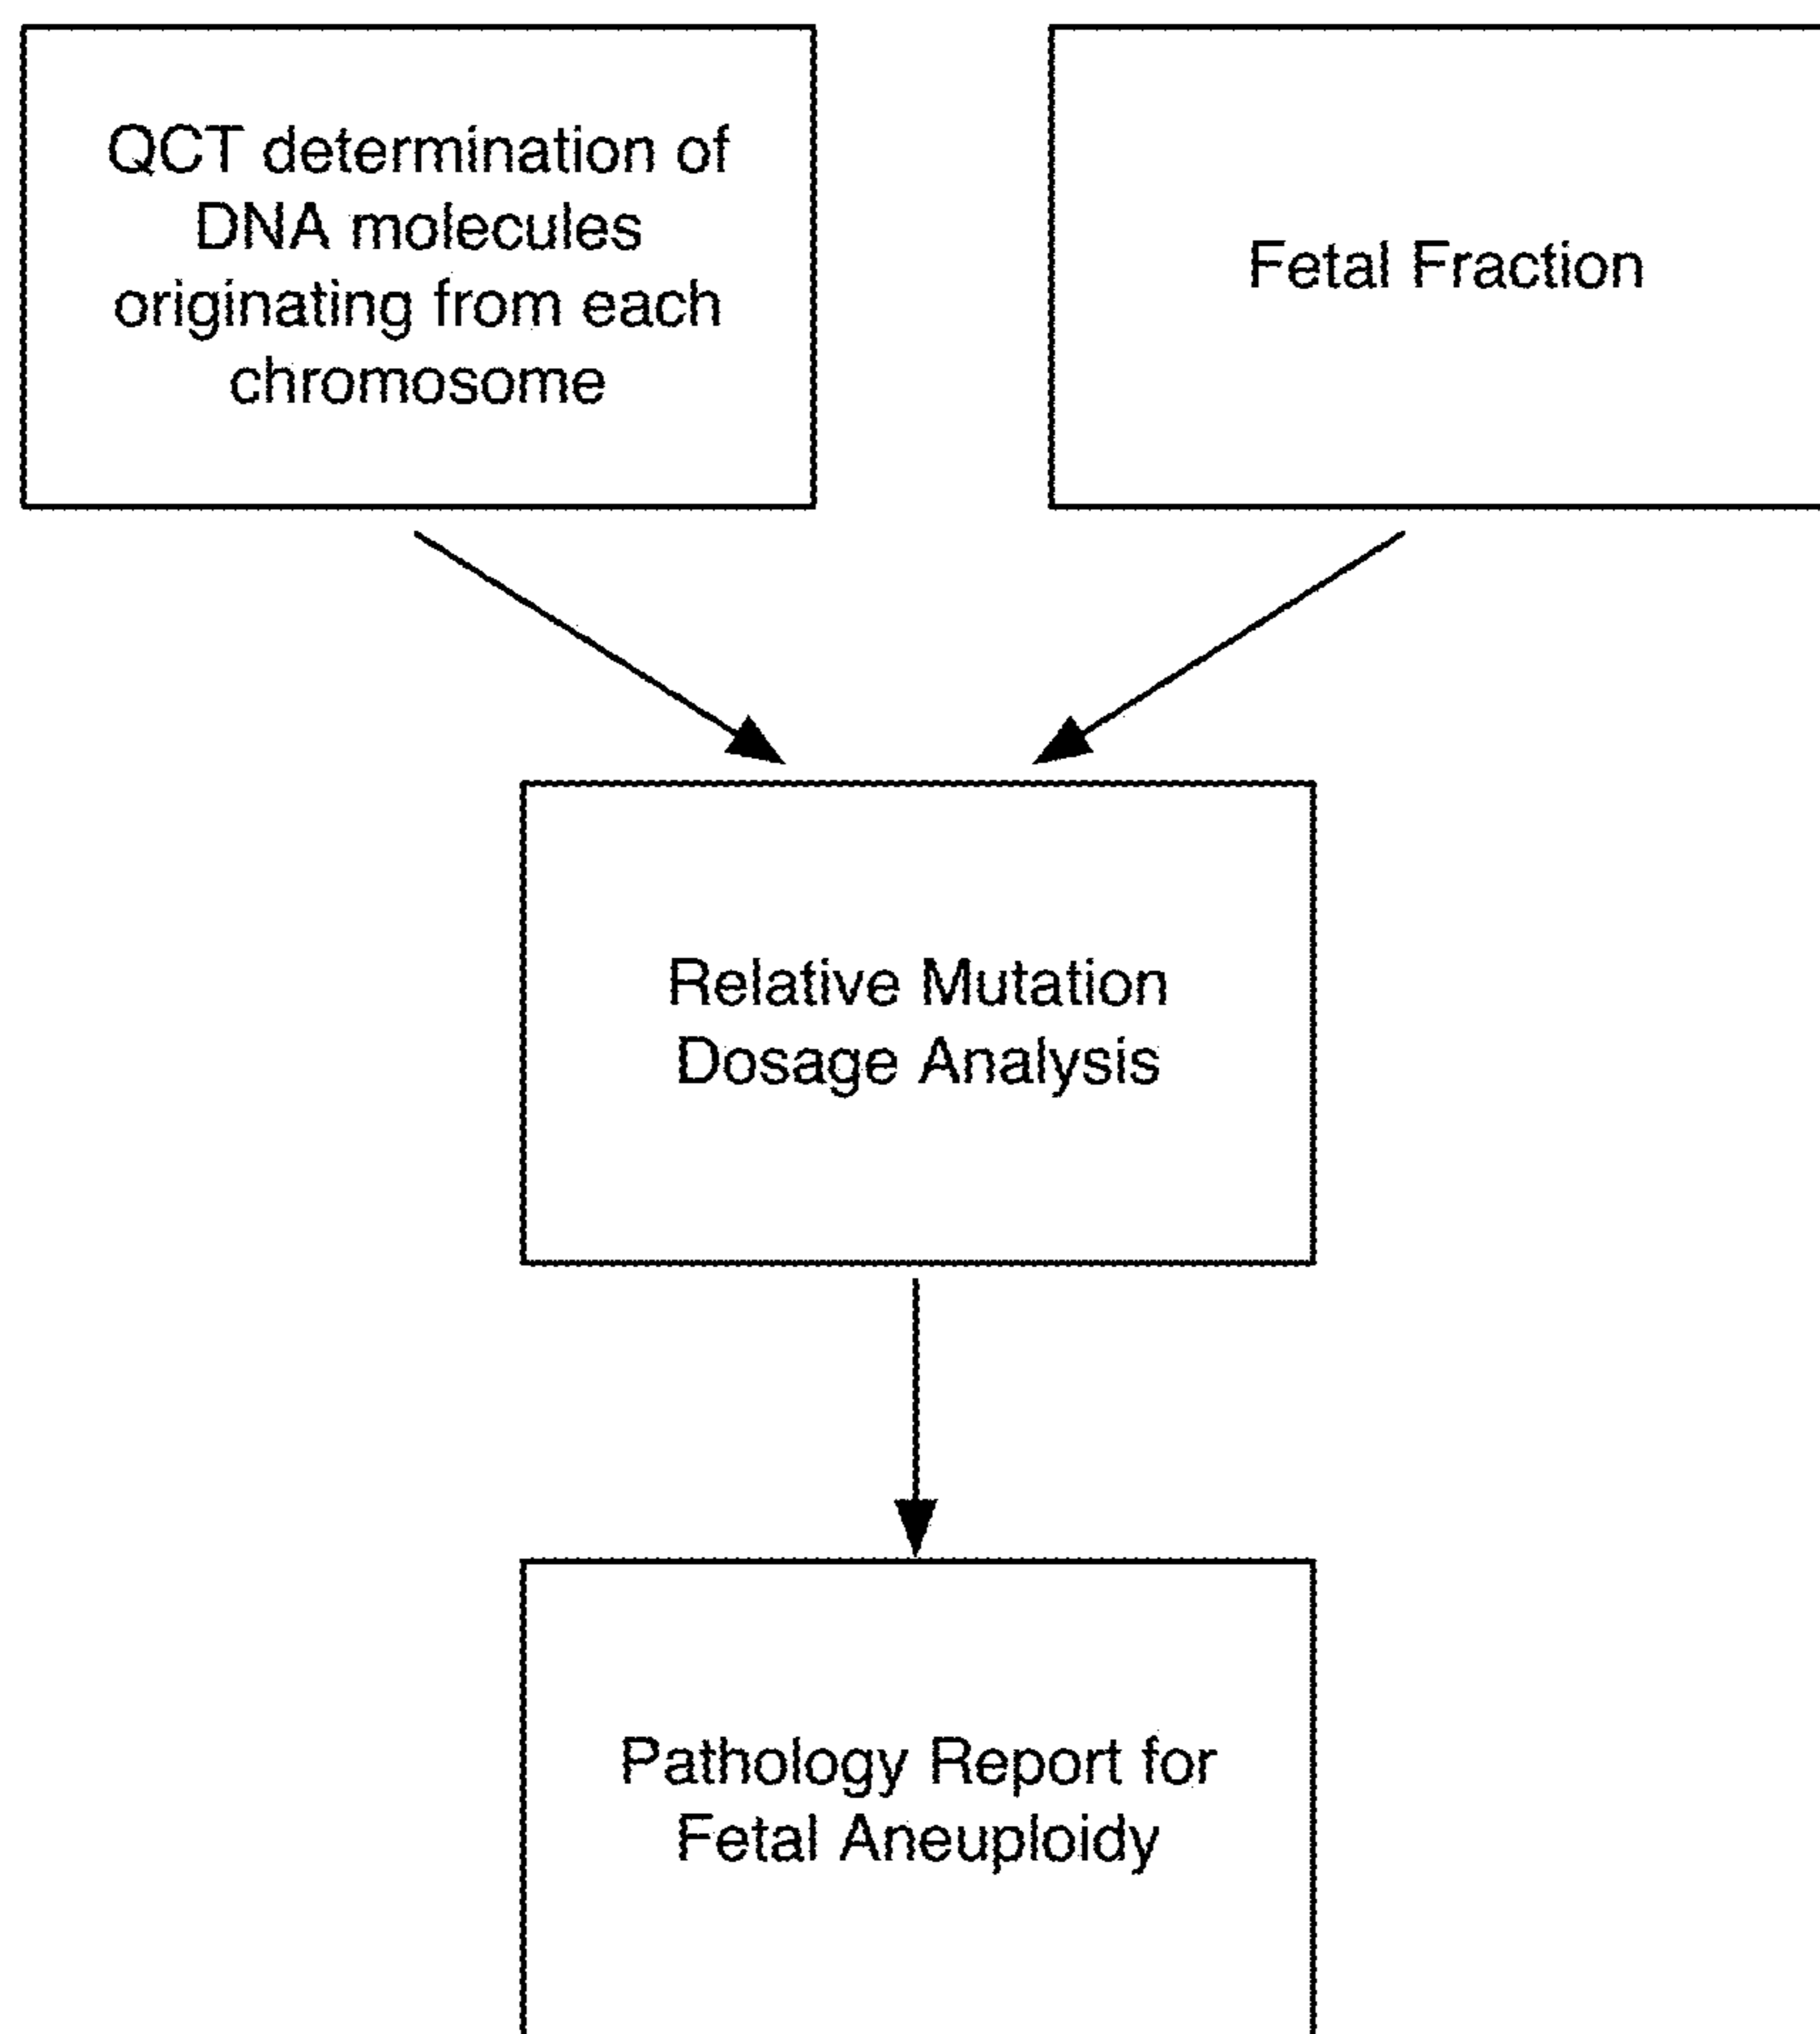 QCT determination of
DNA molecules
originating from each
chromosome
Fetal Fraction
Relative Mutation
Dosage Analysis
Pathology Report for
Fetal Aneuploidy